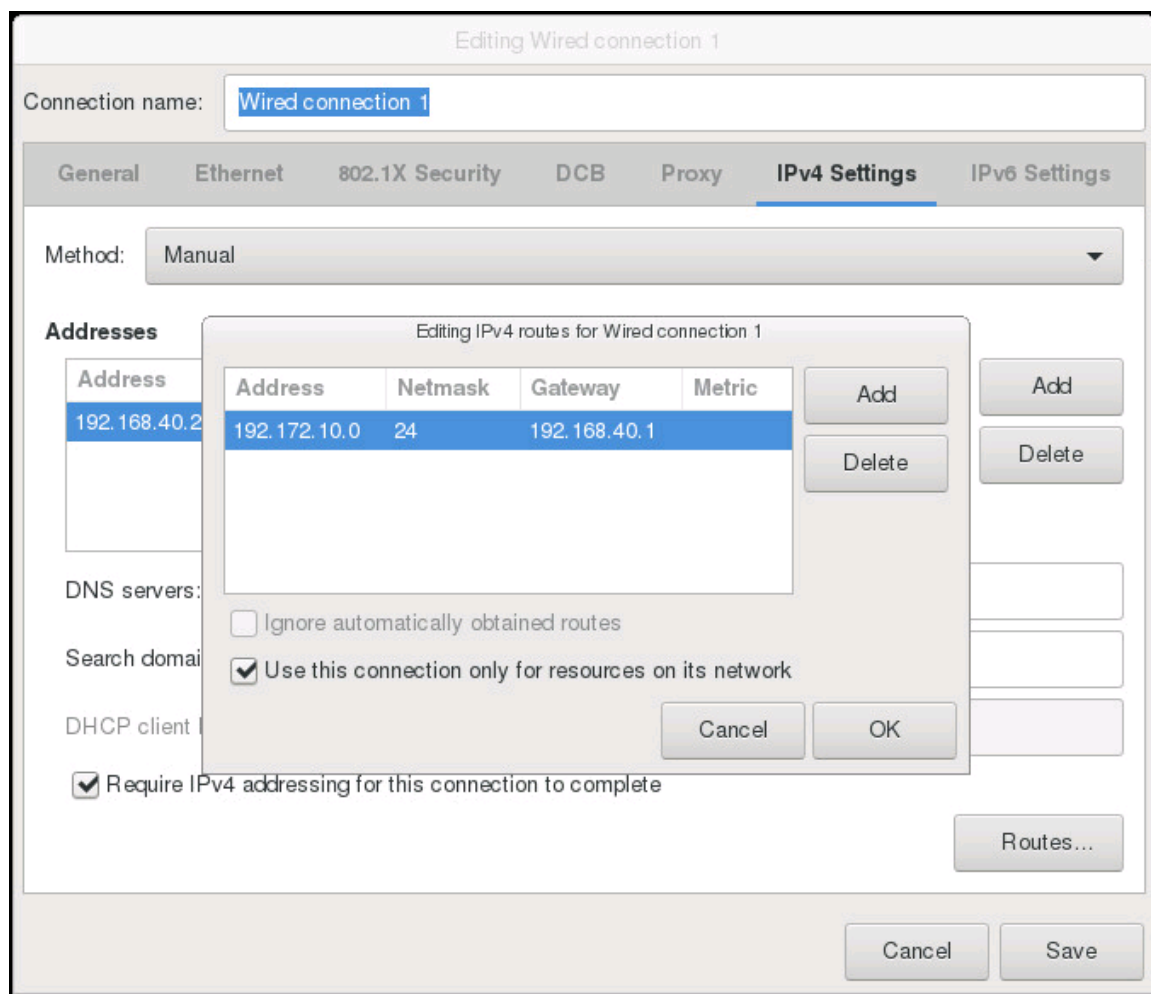 Editing Wired connection 1
Connection name: Wired connection 1
General Ethernet 802.1X Security DCB Proxy IPv4 Settings IPv6 Settings
Method: Manual
Addresses
Editing IPv4 routes for Wired connection 1
Address
Address Netmask Gateway Metric
Add
Add
192.168.40.2
192.172.10.0 24 192.168.40.1
Delete
Delete
DNS servers:
Ignore automatically obtained routes
Search domai
Use this connection only for resources on its network
DHCP client
Cancel OK
Require IPv4 addressing for this connection to complete
Routes...
Cancel Save